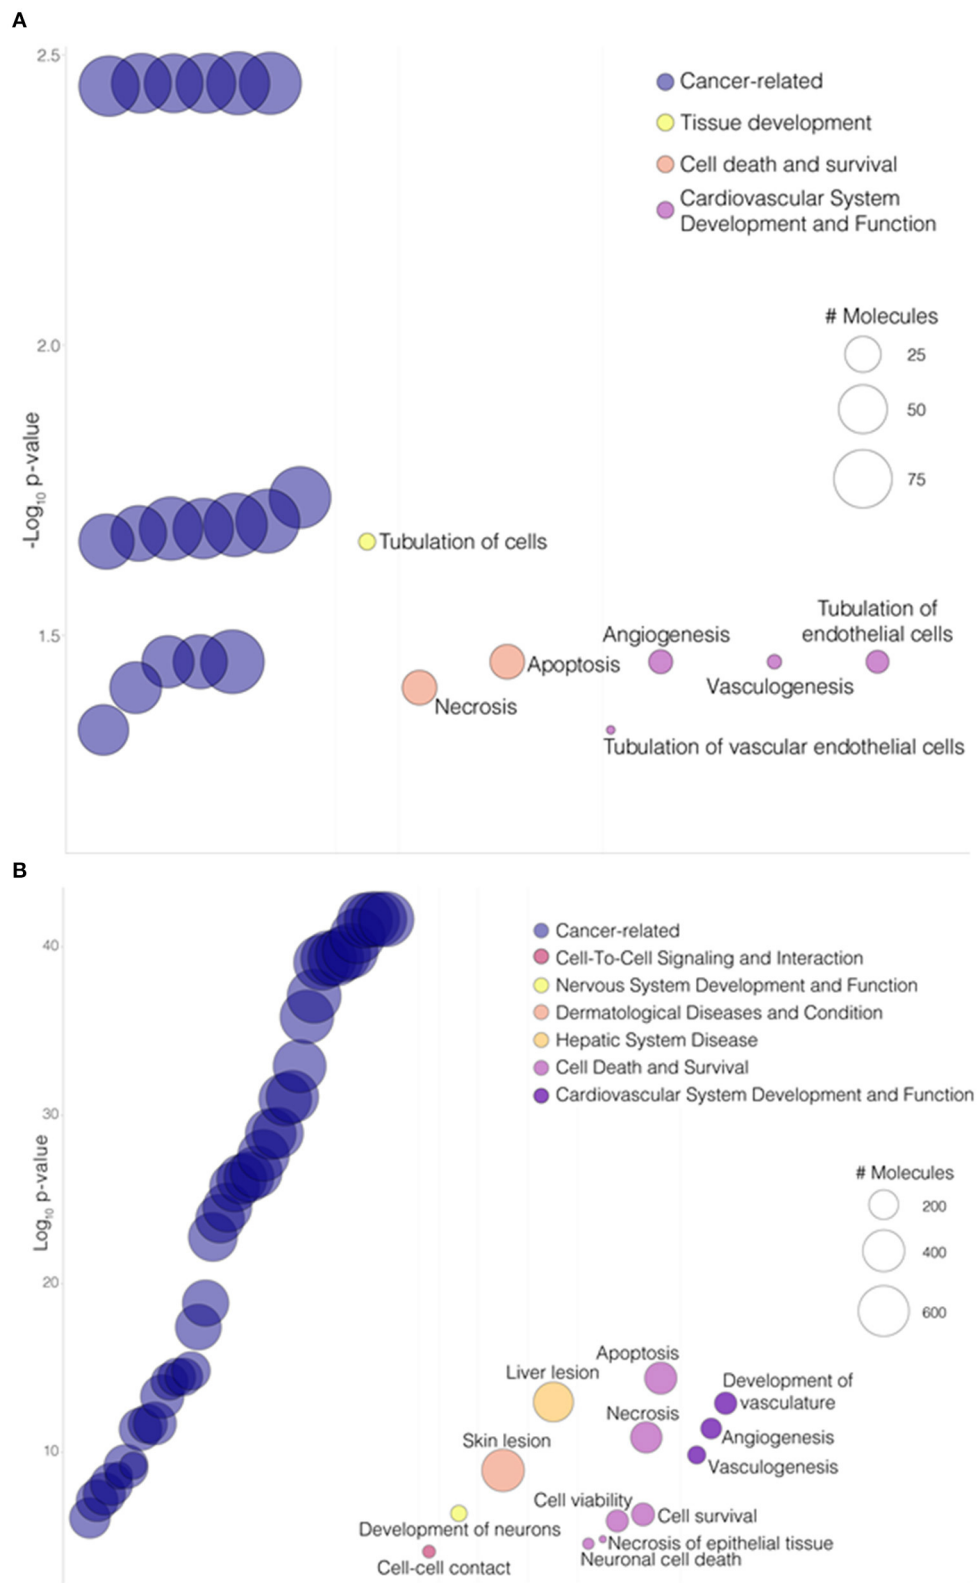 A
2.5
Cancer-related
Tissue development
Cell death and survival
Cardiovascular System
Development and Function
# Molecules
25
50
75
2.0
-Log10 p-value
Tubulation of cells
1.5
Tubulation of
endothelial cells
Angiogenesis
Apoptosis
Vasculogenesis
Necrosis
Tubulation of vascular endothelial cells
B
40
Cancer-related
Cell-To-Cell Signaling and Interaction
Nervous System Development and Function
Dermatological Diseases and Condition
Hepatic System Disease
Cell Death and Survival
Cardiovascular System Development and Function
30
Log10 p-value
# Molecules
200
400
600
20
Apoptosis
Liver lesion
Development of
vasculature
Necrosis
Angiogenesis
Skin lesion
10
Vasculogenesis
Cell viability
Cell survival
Development of neurons
Necrosis of epithelial tissue
Neuronal cell death
Cell-cell contact